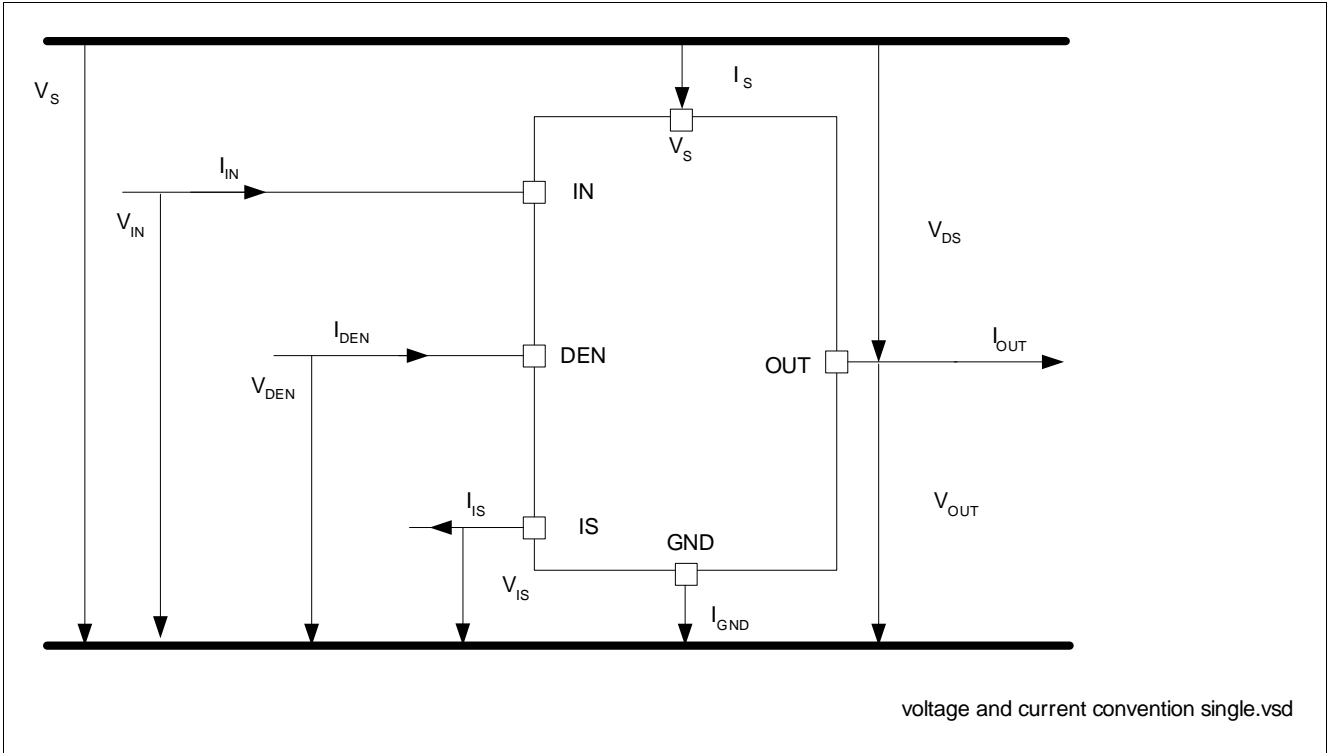 V_S
I_S
V_S
I_IN
IN
V_IN
V_DS
I_DEN
DEN
I_OUT
OUT
V_DEN
I_IS
IS
V_OUT
GND
V_IS
I_GND
voltage and current convention single.vsd